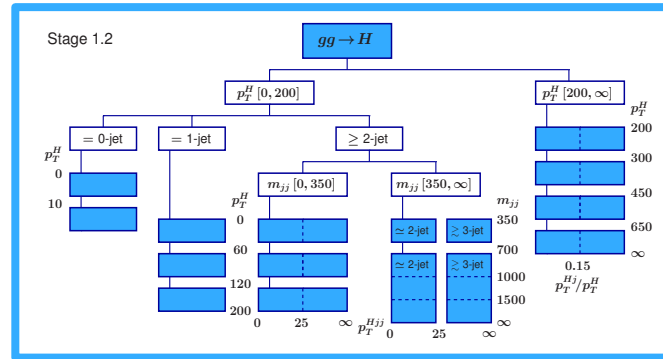 Stage 1.2
gg → H
p_T^H [0, 200]
p_T^H [200, ∞]
= 0-jet
= 1-jet
≥ 2-jet
p_T^H
0
10
m_jj [0, 350]
m_jj [350, ∞]
p_T^H
0
60
120
200
0
25
∞
m_jj
350
700
1000
1500
∞
≃ 2-jet
≳ 3-jet
≃ 2-jet
≳ 3-jet
p_T^Hjj
0
25
∞
p_T^H
200
300
450
650
∞
0.15
p_T^Hj/p_T^H